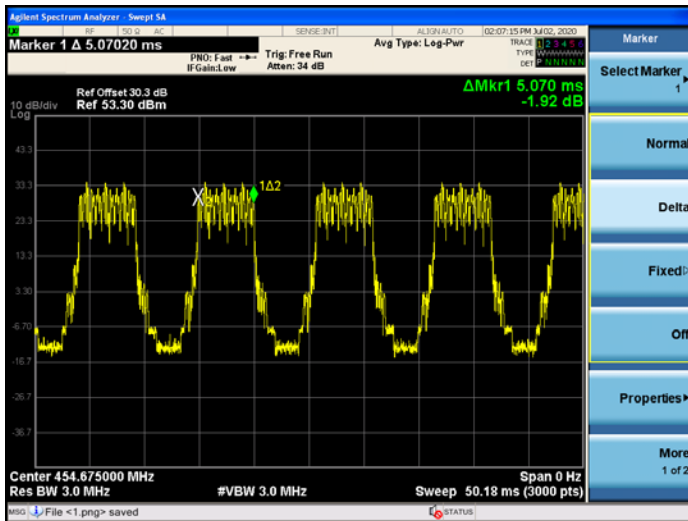 Agilent Spectrum Analyzer - Swept SA
RF 50 Ω AC SENSE:INT ALIGN AUTO 02:07:15 PM Jul 02, 2020
Marker 1 Δ 5.07020 ms
PNO: Fast
IFGain:Low
Trig: Free Run
Atten: 34 dB
Avg Type: Log-Pwr
TRACE 1 2 3 4 5 6
TYPE
DET P N N N N N
Ref Offset 30.3 dB
Ref 53.30 dBm
10 dB/div
Log
ΔMkr1 5.070 ms
-1.92 dB
43.3
33.3
23.3
13.3
3.30
-6.70
-16.7
-26.7
-36.7
X2
1Δ2
Center 454.675000 MHz
Span 0 Hz
Res BW 3.0 MHz
#VBW 3.0 MHz
Sweep 50.18 ms (3000 pts)
MSG File <1.png> saved
STATUS
Marker
Select Marker
1
Normal
Delta
Fixed
Off
Properties
More
1 of 2